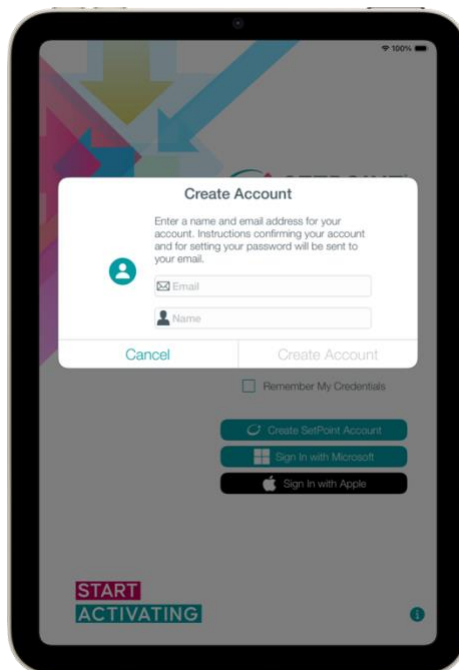 100%
SETPOINT
Create Account
Enter a name and email address for your
account. Instructions confirming your account
and for setting your password will be sent to
your email.
Email
Name
Cancel
Create Account
Remember My Credentials
Create SetPoint Account
Sign In with Microsoft
Sign In with Apple
START
ACTIVATING